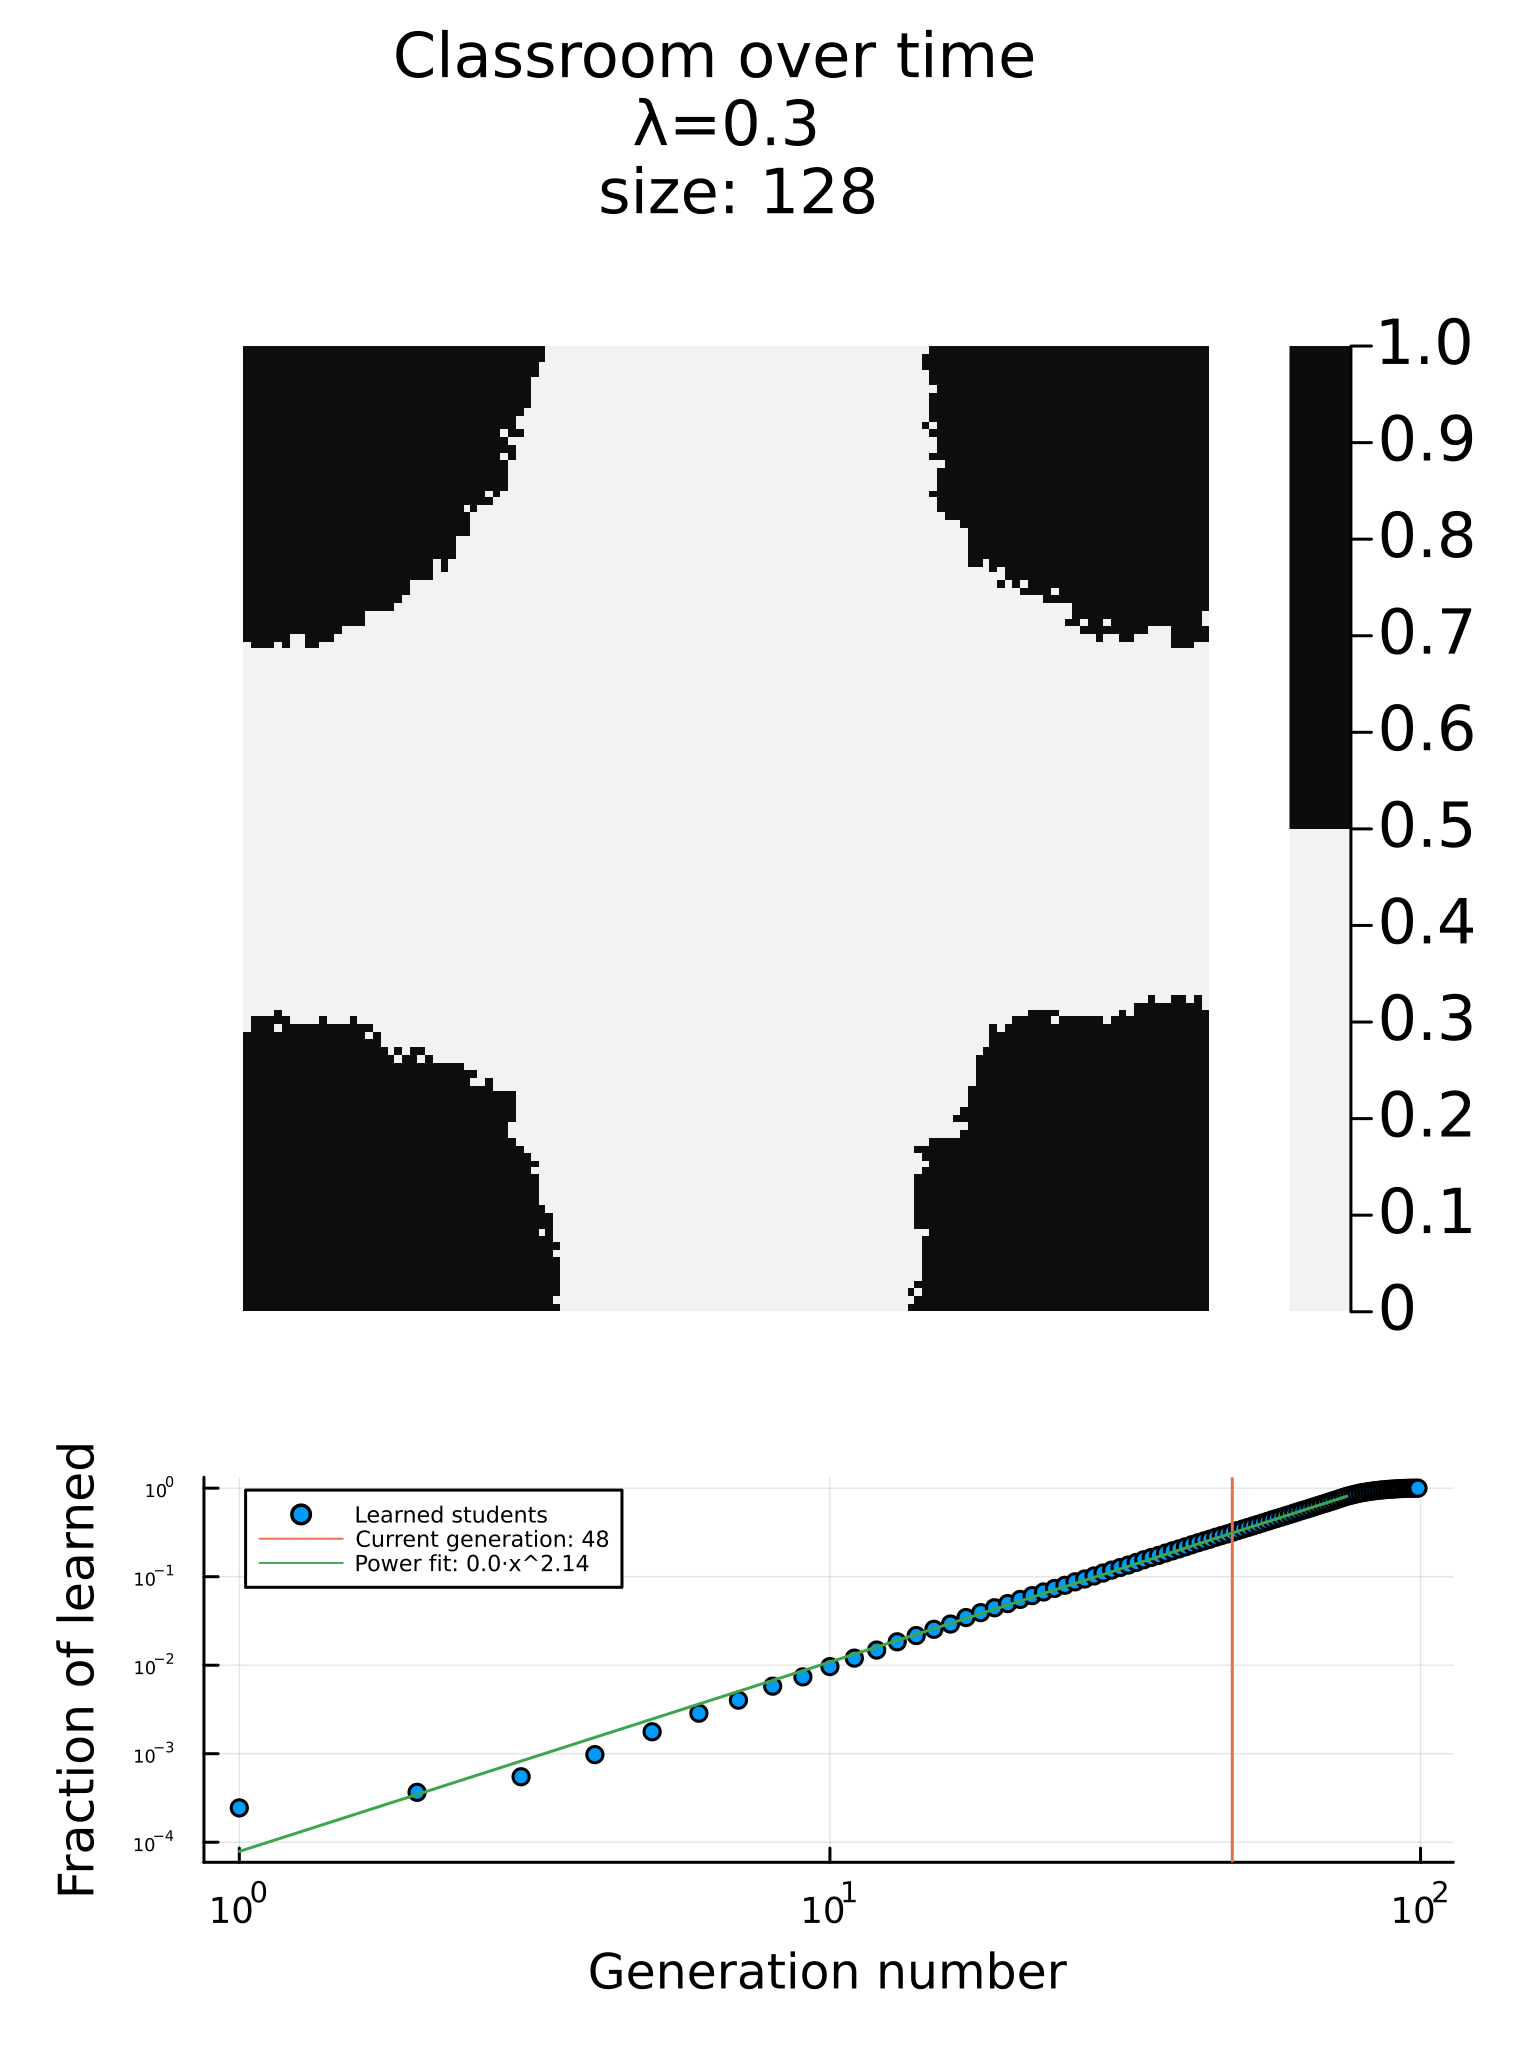 Classroom over time
λ=0.3
size: 128
1.0
0.9
0.8
0.7
0.6
0.5
0.4
0.3
0.2
0.1
0
Fraction of learned
10^0
10^-1
10^-2
10^-3
10^-4
Learned students
Current generation: 48
Power fit: 0.0·x^2.14
10^0
10^1
10^2
Generation number